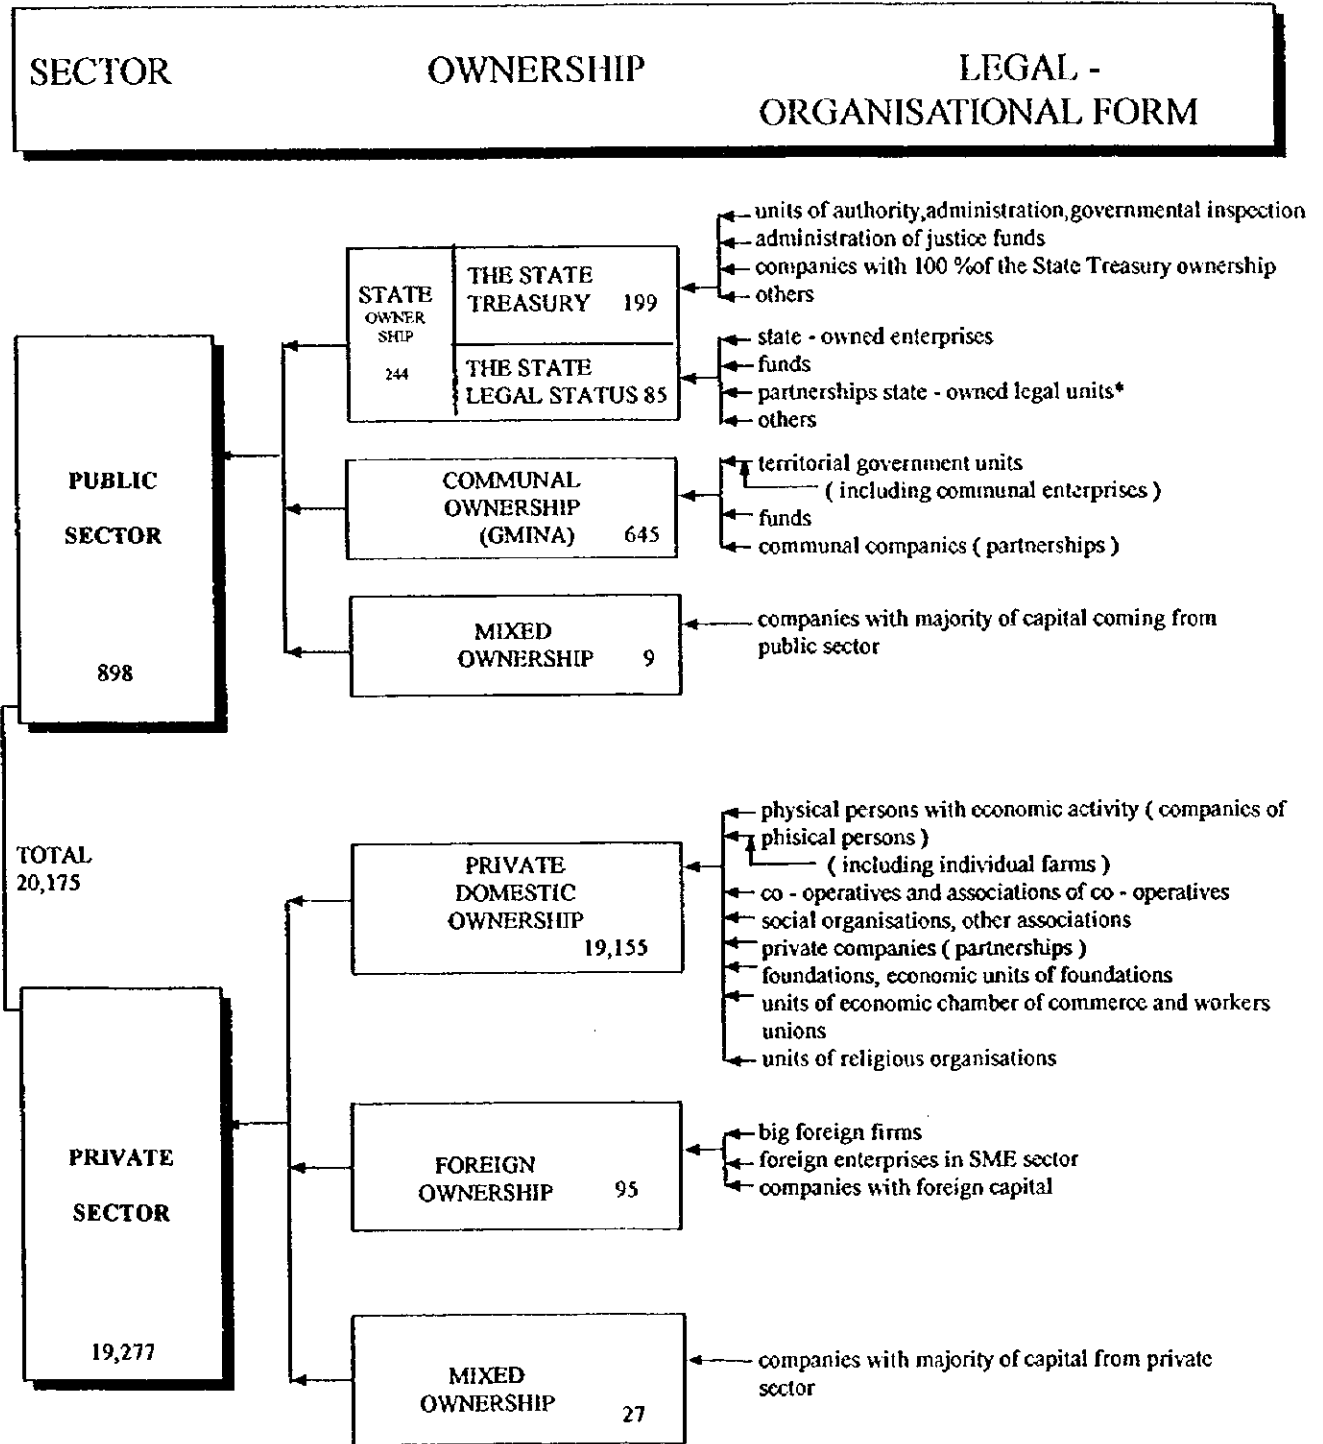 SECTOR
OWNERSHIP
LEGAL -
ORGANISATIONAL FORM
units of authority,administration,governmental inspection
administration of justice funds
companies with 100 %of the State Treasury ownership
others
STATE
OWNER
SHIP
244
THE STATE
TREASURY 199
THE STATE
LEGAL STATUS 85
state - owned enterprises
funds
partnerships state - owned legal units*
others
PUBLIC
SECTOR
898
COMMUNAL
OWNERSHIP
(GMINA) 645
territorial government units
( including communal enterprises )
funds
communal companies ( partnerships )
MIXED
OWNERSHIP 9
companies with majority of capital coming from
public sector
TOTAL
20,175
PRIVATE
DOMESTIC
OWNERSHIP
19,155
physical persons with economic activity ( companies of
phisical persons )
( including individual farms )
co - operatives and associations of co - operatives
social organisations, other associations
private companies ( partnerships )
foundations, economic units of foundations
units of economic chamber of commerce and workers
unions
units of religious organisations
PRIVATE
SECTOR
19,277
FOREIGN
OWNERSHIP 95
big foreign firms
foreign enterprises in SME sector
companies with foreign capital
MIXED
OWNERSHIP 27
companies with majority of capital from private
sector